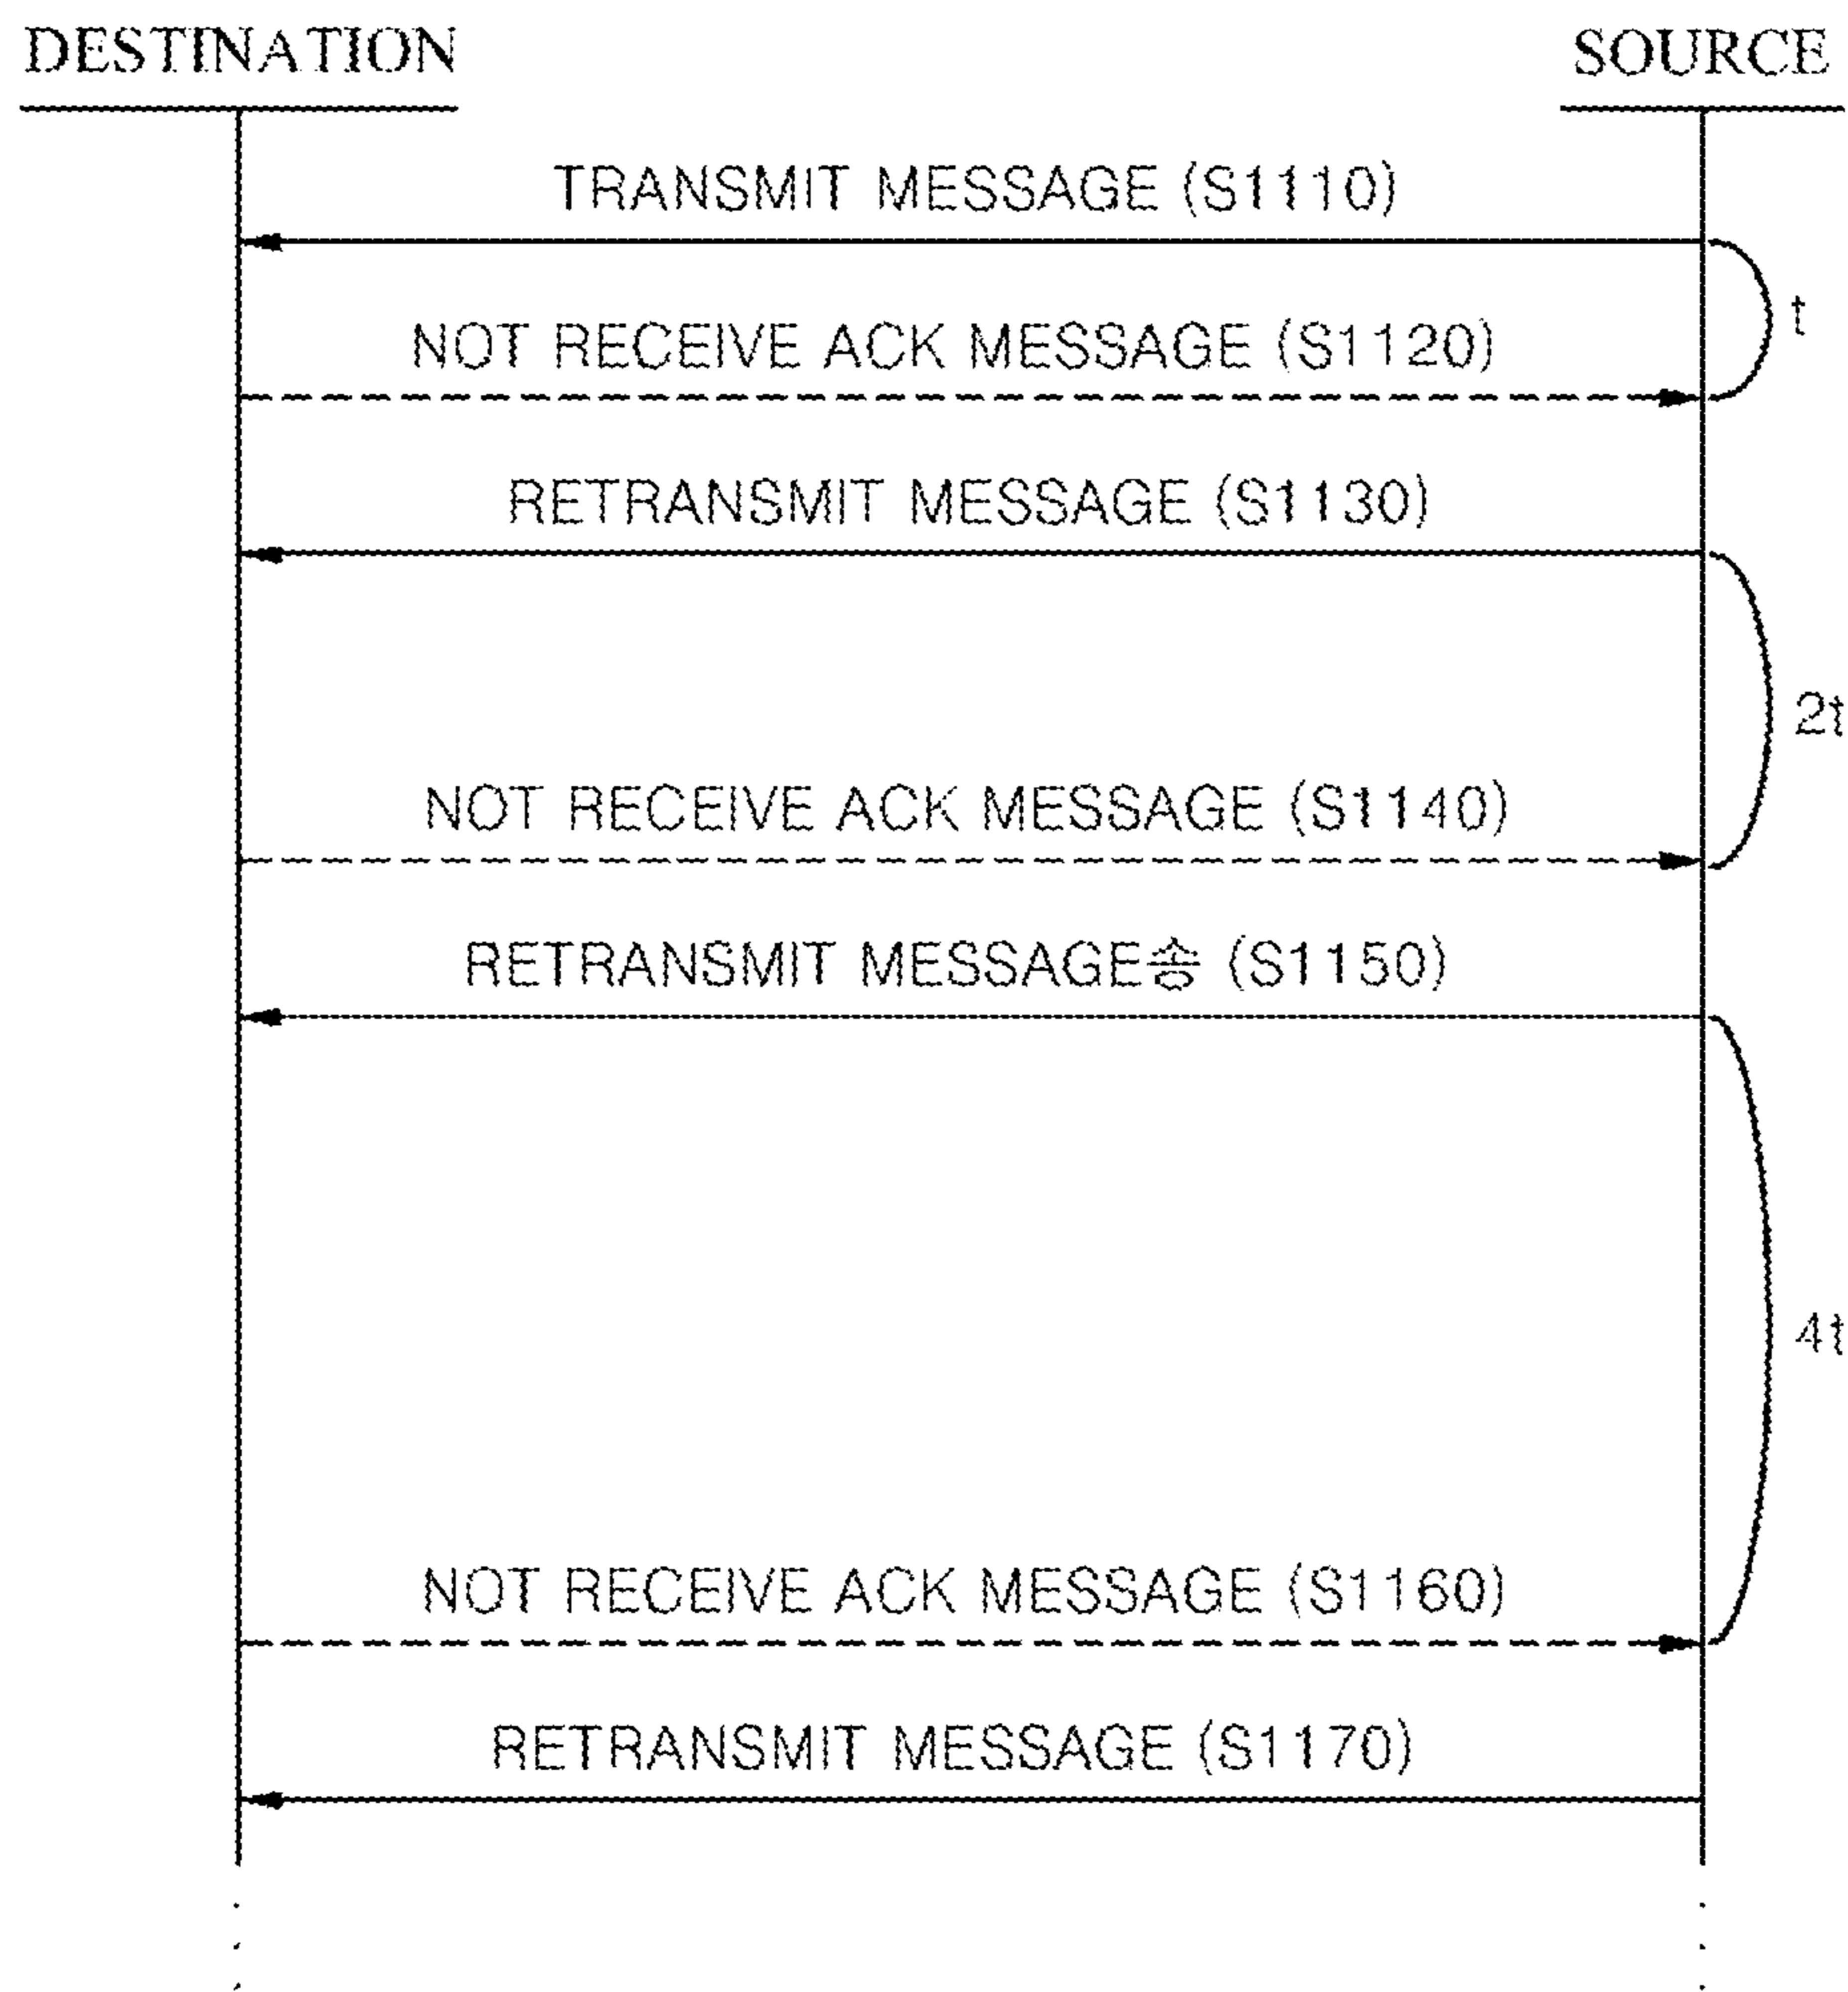 DESTINATION SOURCE
TRANSMIT MESSAGE (S1110)
t
NOT RECEIVE ACK MESSAGE (S1120)
RETRANSMIT MESSAGE (S1130)
2t
NOT RECEIVE ACK MESSAGE (S1140)
RETRANSMIT MESSAGE송 (S1150)
4t
NOT RECEIVE ACK MESSAGE (S1160)
RETRANSMIT MESSAGE (S1170)